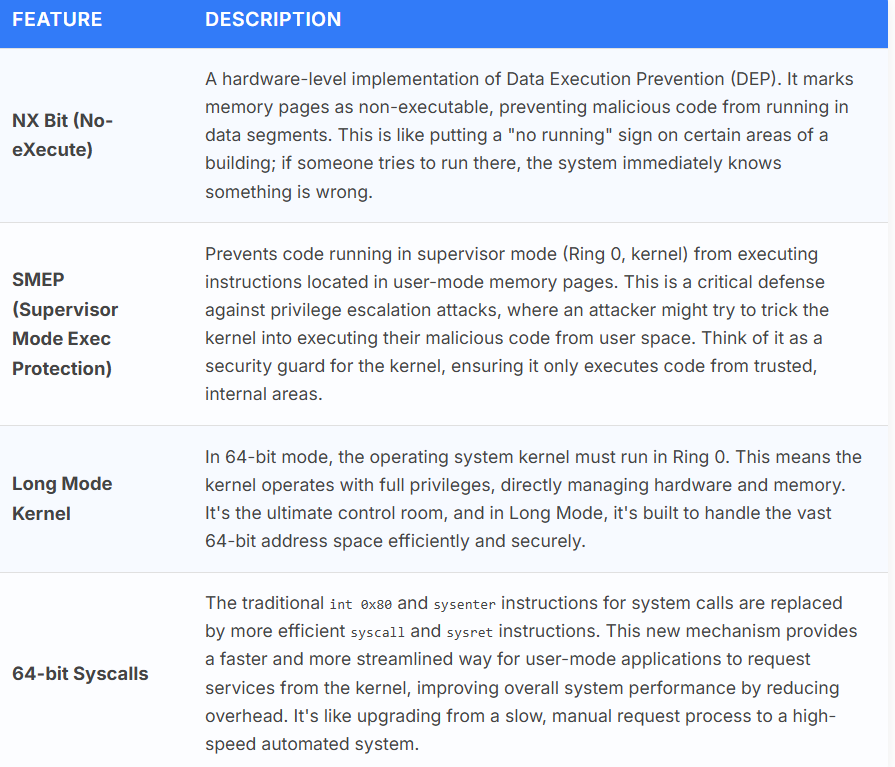 FEATURE DESCRIPTION
NX Bit (No-
eXecute)
A hardware-level implementation of Data Execution Prevention (DEP). It marks
memory pages as non-executable, preventing malicious code from running in
data segments. This is like putting a "no running" sign on certain areas of a
building; if someone tries to run there, the system immediately knows
something is wrong.
SMEP
(Supervisor
Mode Exec
Protection)
Prevents code running in supervisor mode (Ring 0, kernel) from executing
instructions located in user-mode memory pages. This is a critical defense
against privilege escalation attacks, where an attacker might try to trick the
kernel into executing their malicious code from user space. Think of it as a
security guard for the kernel, ensuring it only executes code from trusted,
internal areas.
Long Mode
Kernel
In 64-bit mode, the operating system kernel must run in Ring 0. This means the
kernel operates with full privileges, directly managing hardware and memory.
It's the ultimate control room, and in Long Mode, it's built to handle the vast
64-bit address space efficiently and securely.
64-bit Syscalls
The traditional int 0x80 and sysenter instructions for system calls are replaced
by more efficient syscall and sysret instructions. This new mechanism provides
a faster and more streamlined way for user-mode applications to request
services from the kernel, improving overall system performance by reducing
overhead. It's like upgrading from a slow, manual request process to a high-
speed automated system.